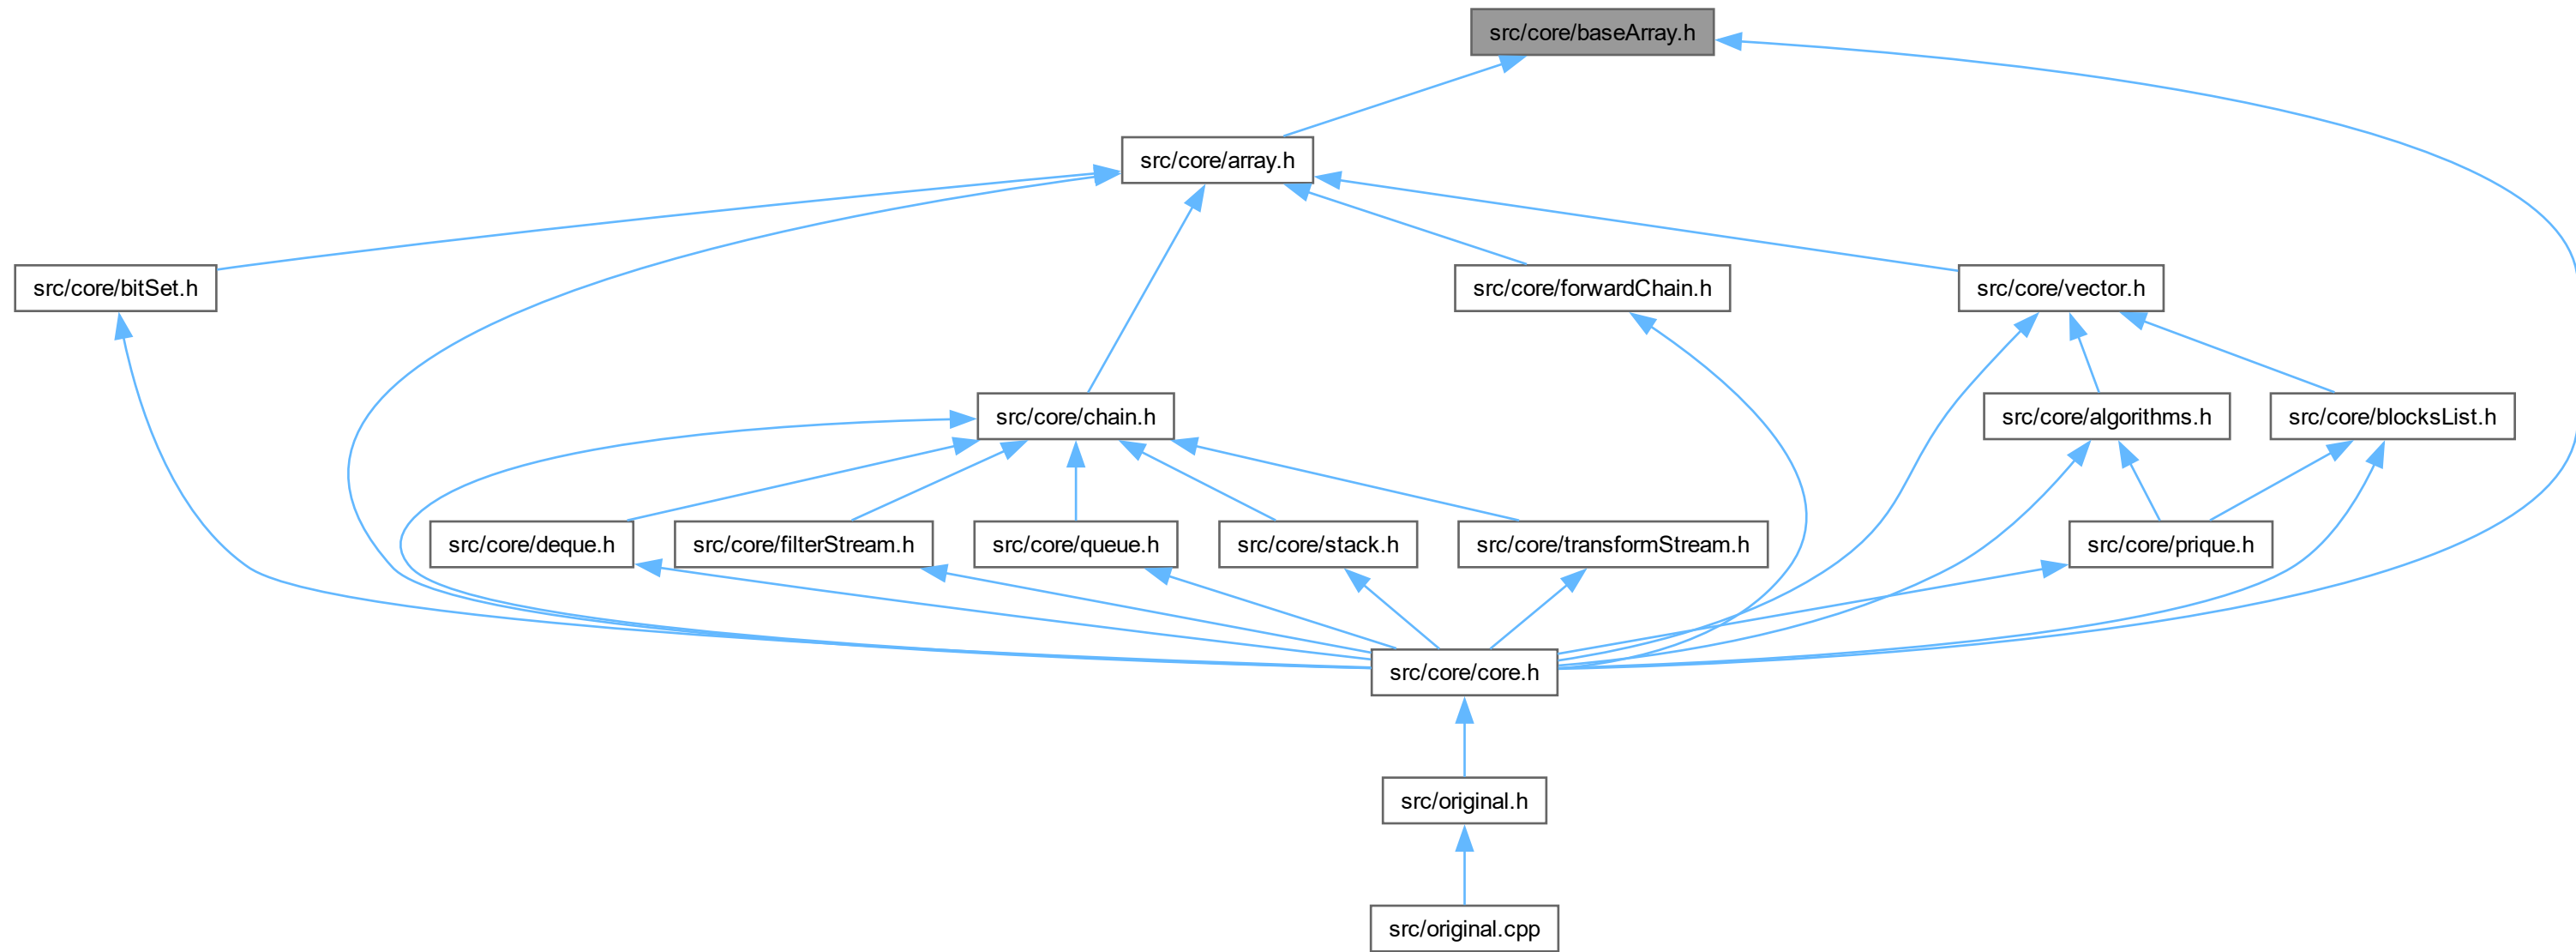 src/core/baseArray.h
src/core/array.h
src/core/bitSet.h
src/core/forwardChain.h
src/core/vector.h
src/core/chain.h
src/core/algorithms.h
src/core/blocksList.h
src/core/deque.h
src/core/filterStream.h
src/core/queue.h
src/core/stack.h
src/core/transformStream.h
src/core/prique.h
src/core/core.h
src/original.h
src/original.cpp